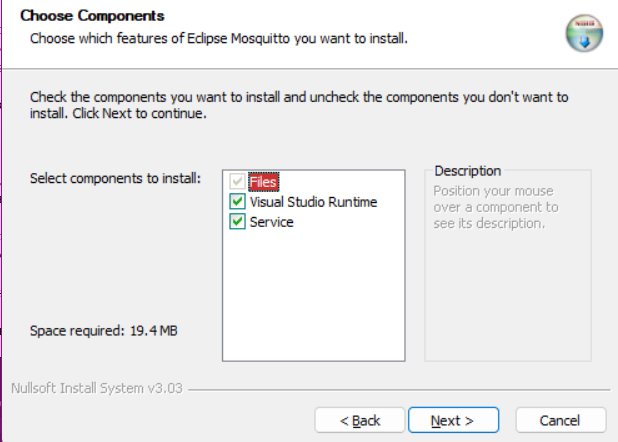 Choose Components
Choose which features of Eclipse Mosquitto you want to install.
Check the components you want to install and uncheck the components you don't want to
install. Click Next to continue.
Select components to install:
Files
Visual Studio Runtime
Service
Description
Position your mouse
over a component to
see its description.
Space required: 19.4 MB
Nullsoft Install System v3.03
< Back
Next >
Cancel